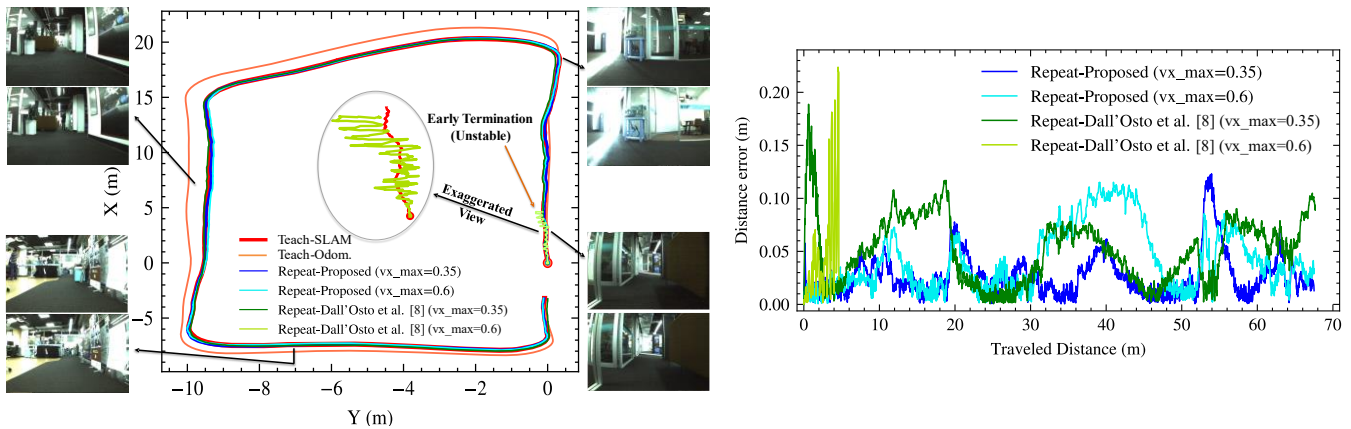 20
15
10
5
0
−5
X (m)
−10
−8
−6
−4
−2
0
Y (m)
Early Termination
(Unstable)
Exaggerated
View
Teach-SLAM
Teach-Odom.
Repeat-Proposed (vx_max=0.35)
Repeat-Proposed (vx_max=0.6)
Repeat-Dall'Osto et al. [8] (vx_max=0.35)
Repeat-Dall'Osto et al. [8] (vx_max=0.6)
0.20
0.15
0.10
0.05
0.00
Distance error (m)
0
10
20
30
40
50
60
70
Traveled Distance (m)
Repeat-Proposed (vx_max=0.35)
Repeat-Proposed (vx_max=0.6)
Repeat-Dall'Osto et al. [8] (vx_max=0.35)
Repeat-Dall'Osto et al. [8] (vx_max=0.6)